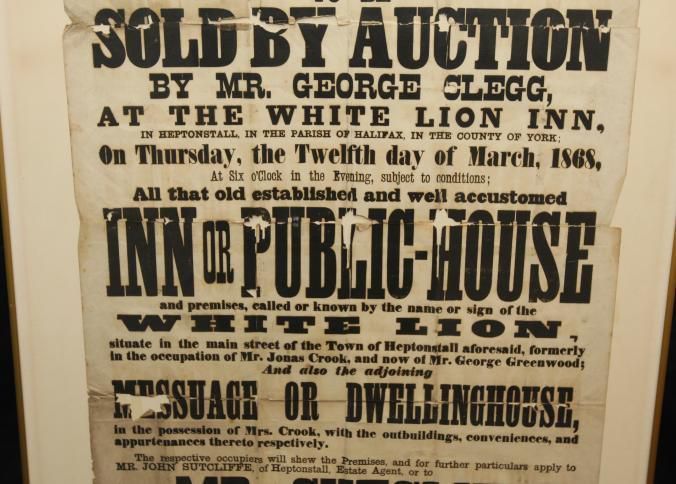 TO BE
SOLD BY AUCTION
BY MR. GEORGE CLEGG,
AT THE WHITE LION INN,
IN HEPTONSTALL, IN THE PARISH OF HALIFAX, IN THE COUNTY OF YORK;
On Thursday, the Twelfth day of March, 1868,
At Six o'Clock in the Evening, subject to conditions;
All that old established and well accustomed
INN OR PUBLIC-HOUSE
and premises, called or known by the name or sign of the
WHITE LION,
situate in the main street of the Town of Heptonstall aforesaid, formerly
in the occupation of Mr. Jonas Crook, and now of Mr. George Greenwood;
And also the adjoining
MESSUAGE OR DWELLINGHOUSE,
in the possession of Mrs. Crook, with the outbuildings, conveniences, and
appurtenances thereto respctively.
The respective occupiers will shew the Premises, and for further particulars apply to
MR. JOHN SUTCLIFFE, of Heptonstall, Estate Agent, or to
MR.